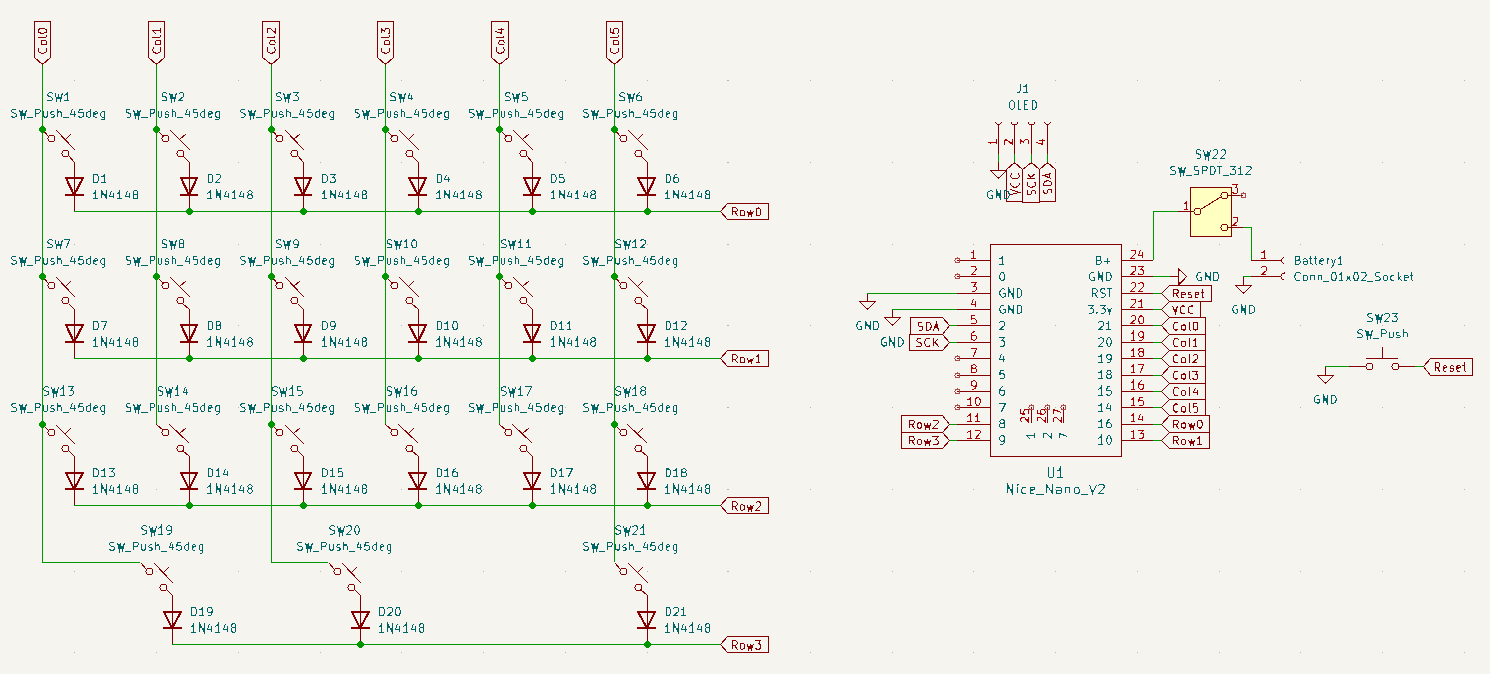 Col0 Col1 Col2 Col3 Col4 Col5
SW1 SW2 SW3 SW4 SW5 SW6
SW_Push_45deg SW_Push_45deg SW_Push_45deg SW_Push_45deg SW_Push_45deg SW_Push_45deg
D1 D2 D3 D4 D5 D6
1N4148 1N4148 1N4148 1N4148 1N4148 1N4148
Row0
SW7 SW8 SW9 SW10 SW11 SW12
SW_Push_45deg SW_Push_45deg SW_Push_45deg SW_Push_45deg SW_Push_45deg SW_Push_45deg
D7 D8 D9 D10 D11 D12
1N4148 1N4148 1N4148 1N4148 1N4148 1N4148
Row1
SW13 SW14 SW15 SW16 SW17 SW18
SW_Push_45deg SW_Push_45deg SW_Push_45deg SW_Push_45deg SW_Push_45deg SW_Push_45deg
D13 D14 D15 D16 D17 D18
1N4148 1N4148 1N4148 1N4148 1N4148 1N4148
Row2
SW19 SW20 SW21
SW_Push_45deg SW_Push_45deg SW_Push_45deg
D19 D20 D21
1N4148 1N4148 1N4148
Row3
J1
OLED
1 2 3 4
GND VCC SCK SDA
SW22
SW_SPDT_312
3
1
2
1 Battery1
2 Conn_01x02_Socket
GND
1 1 B+ 24
2 0 GND 23 GND
GND 3 GND RST 22 Reset
GND 4 GND 3.3v 21 VCC
SDA 5 2 21 20 Col0
SCK 6 3 20 19 Col1
7 4 19 18 Col2
8 5 18 17 Col3
9 6 15 16 Col4
10 7 14 15 Col5
Row2 11 8 16 14 Row0
Row3 12 9 10 13 Row1
25 26 27
1 2 7
U1
Nice_Nano_V2
SW23
SW_Push
Reset
GND